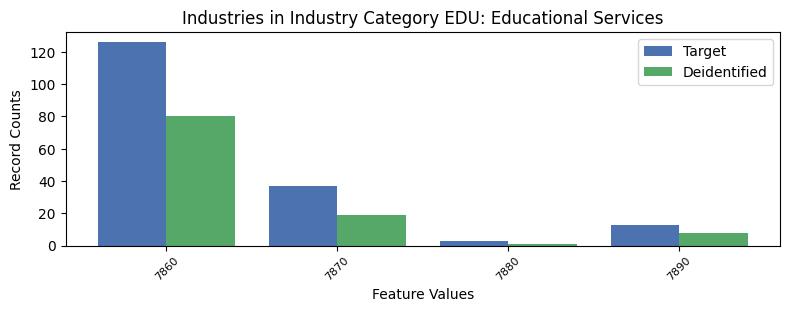 Industries in Industry Category EDU: Educational Services
Target
Deidentified
Record Counts
120
100
80
60
40
20
0
7860
7870
7880
7890
Feature Values